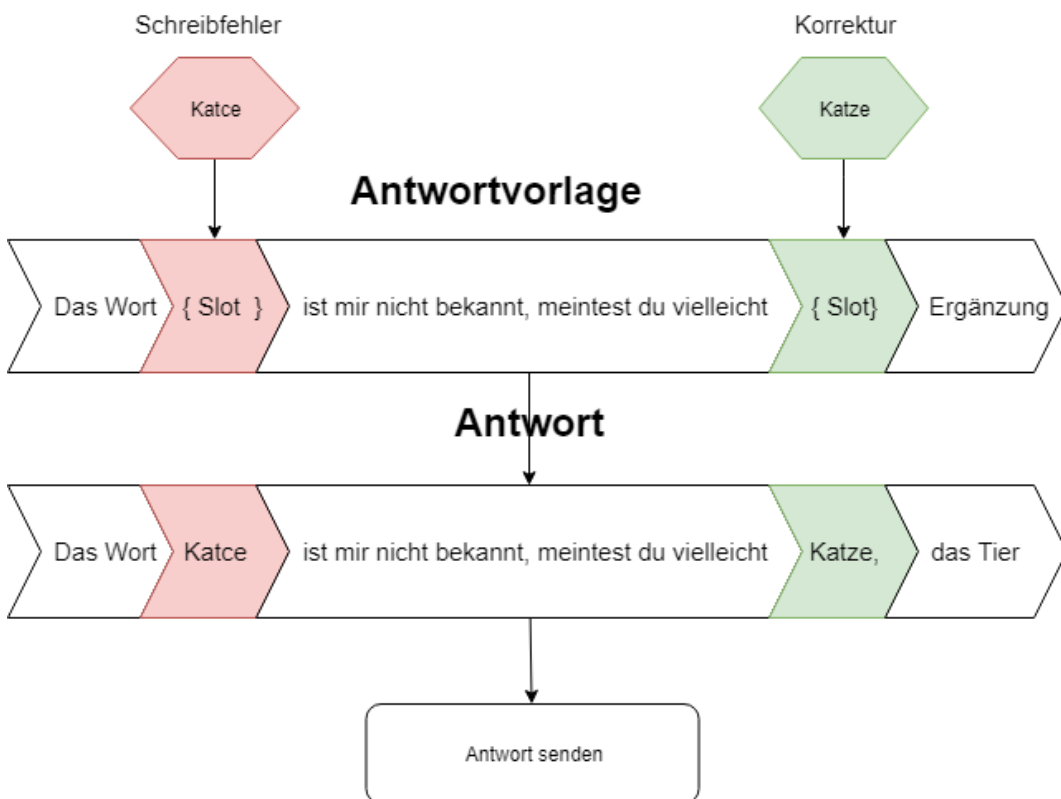 Schreibfehler Korrektur
Katce Katze
Antwortvorlage
Das Wort { Slot } ist mir nicht bekannt, meintest du vielleicht { Slot} Ergänzung
Antwort
Das Wort Katce ist mir nicht bekannt, meintest du vielleicht Katze, das Tier
Antwort senden